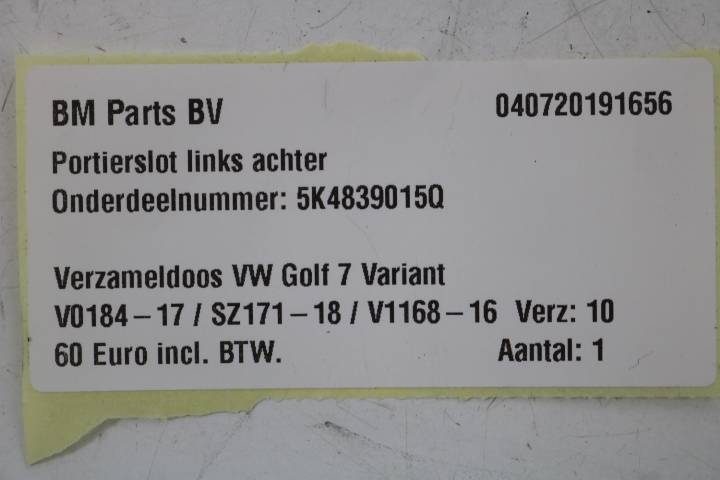 BM Parts BV 040720191656
Portierslot links achter
Onderdeelnummer: 5K4839015Q
Verzameldoos VW Golf 7 Variant
V0184-17 / SZ171-18 / V1168-16 Verz: 10
60 Euro incl. BTW. Aantal: 1